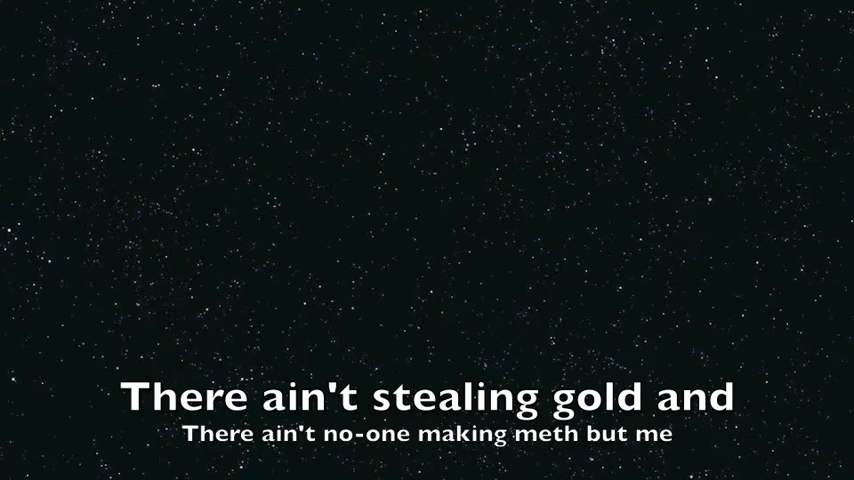 There ain't stealing gold and
There ain't no-one making meth but me